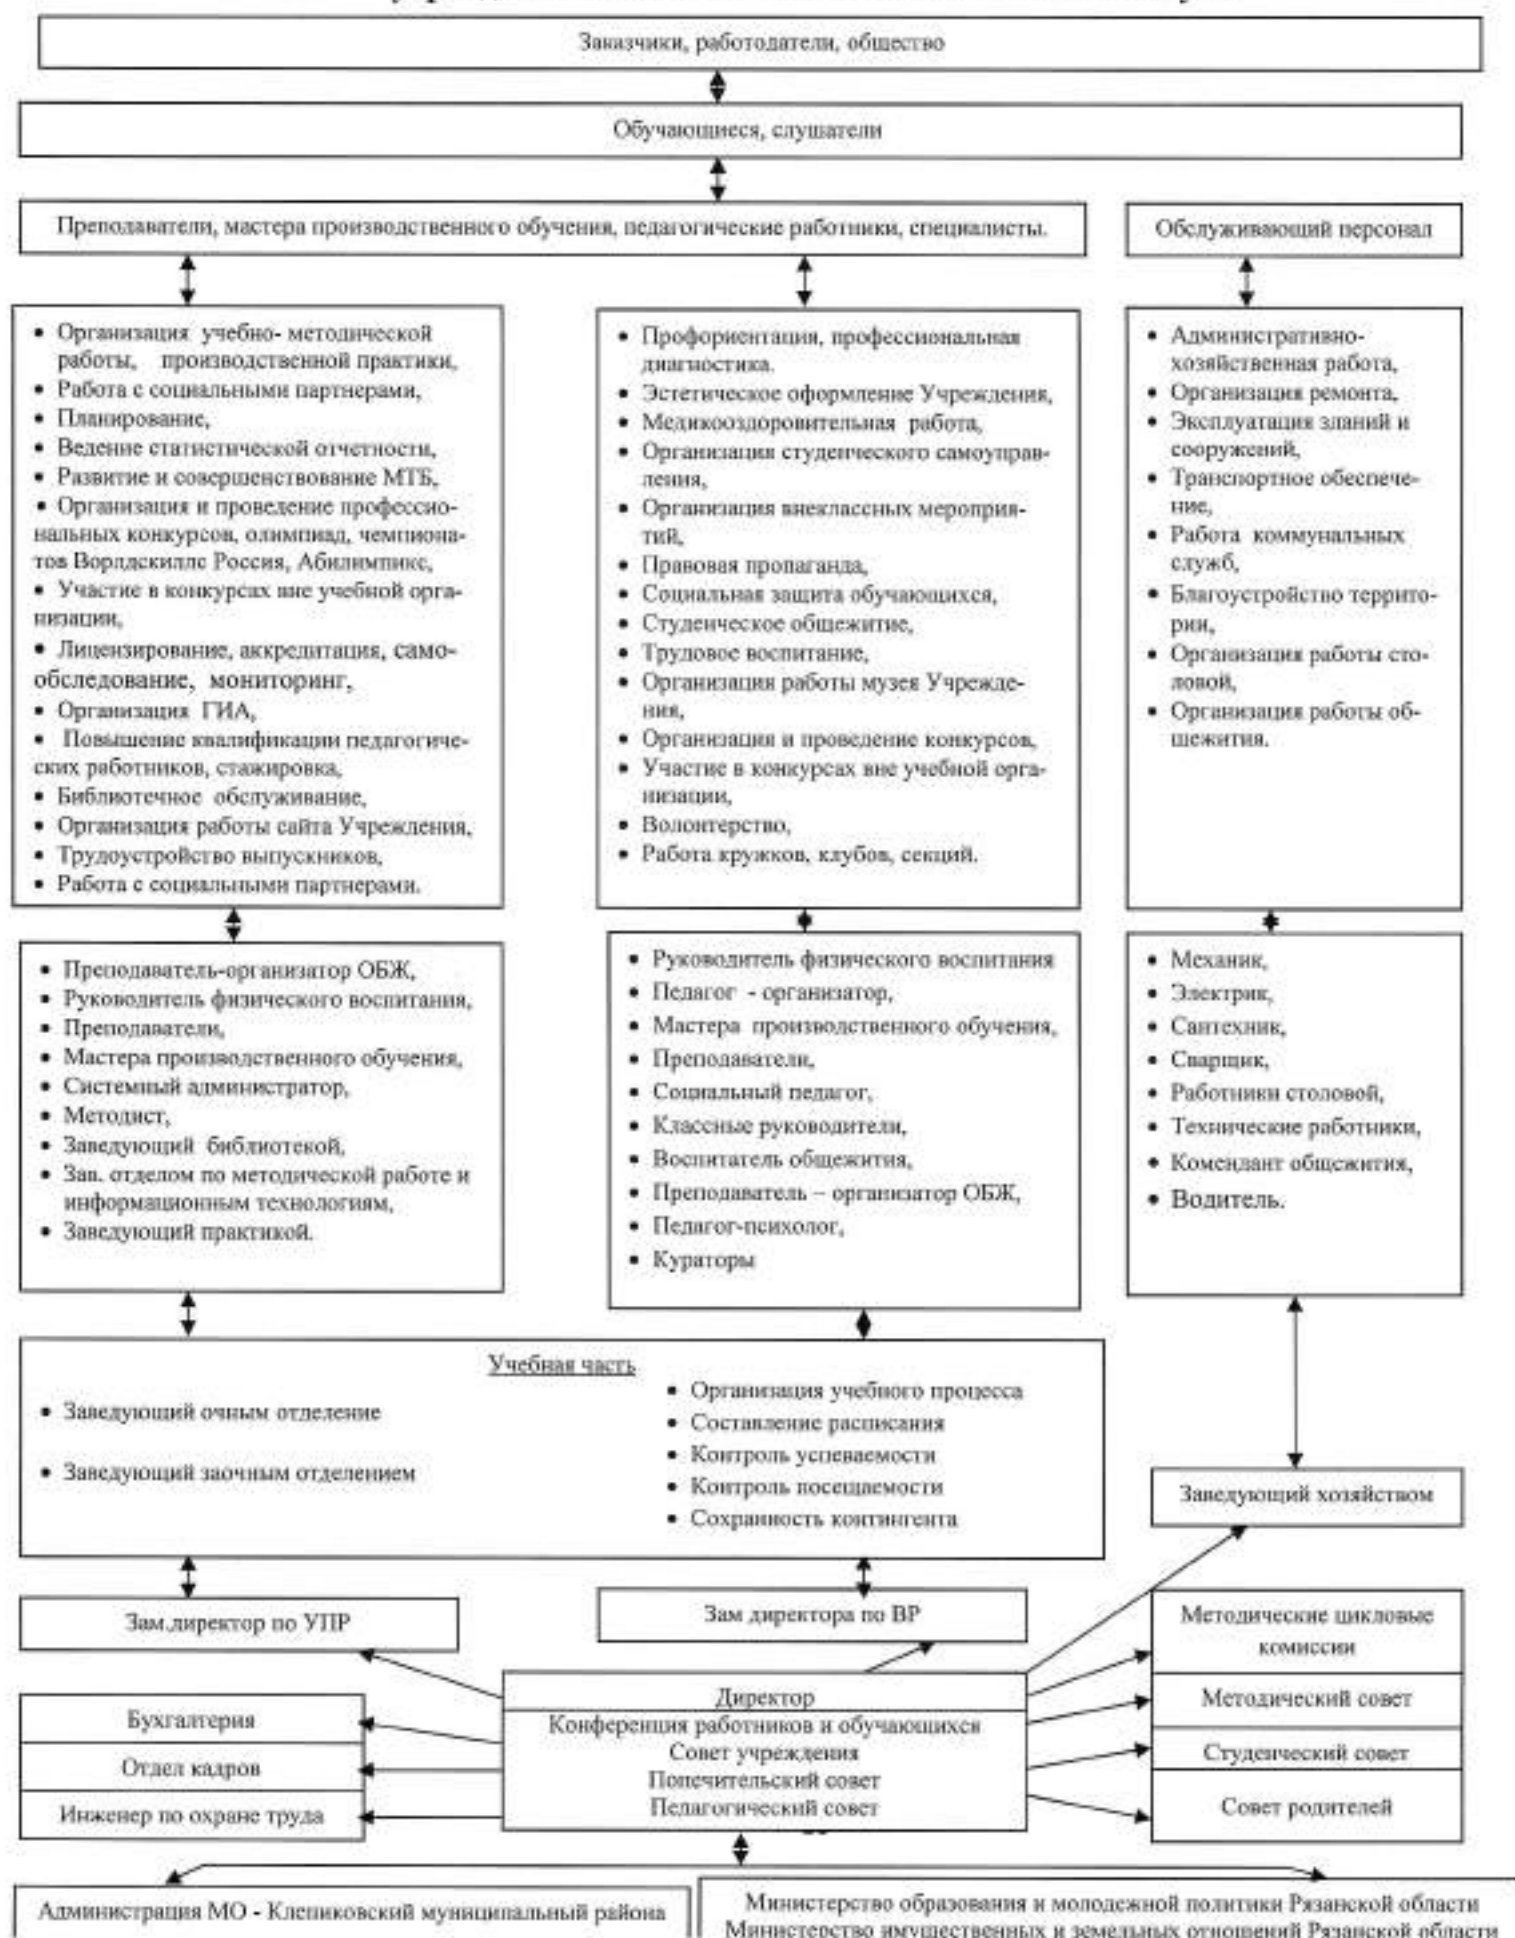 Заказчики, работодатели, общество
Обучающиеся, слушатели
Преподаватели, мастера производственного обучения, педагогические работники, специалисты.
Обслуживающий персонал
• Организация учебно- методической
работы, производственной практики,
• Работа с социальными партнерами,
• Планирование,
• Ведение статистической отчетности,
• Развитие и совершенствование МТБ,
• Организация и проведение профессио-
нальных конкурсов, олимпиад, чемпиона-
тов Ворлдскиллс Россия, Абилимпикс,
• Участие в конкурсах вне учебной орга-
низации,
• Лицензирование, аккредитация, само-
обследование, мониторинг,
• Организация ГИА,
• Повышение квалификации педагогиче-
ских работников, стажировка,
• Библиотечное обслуживание,
• Организация работы сайта Учреждения,
• Трудоустройство выпускников,
• Работа с социальными партнерами.
• Профориентация, профессиональная
диагностика.
• Эстетическое оформление Учреждения,
• Медикооздоровительная работа,
• Организация студенческого самоуправ-
ления,
• Организация внеклассных мероприя-
тий,
• Правовая пропаганда,
• Социальная защита обучающихся,
• Студенческое общежитие,
• Трудовое воспитание,
• Организация работы музея Учрежде-
ния,
• Организация и проведение конкурсов,
• Участие в конкурсах вне учебной орга-
низации,
• Волонтерство,
• Работа кружков, клубов, секций.
• Административно-
хозяйственная работа,
• Организация ремонта,
• Эксплуатация зданий и
сооружений,
• Транспортное обеспече-
ние,
• Работа коммунальных
служб,
• Благоустройство террито-
рии,
• Организация работы сто-
ловой,
• Организация работы об-
щежития.
• Преподаватель-организатор ОБЖ,
• Руководитель физического воспитания,
• Преподаватели,
• Мастера производственного обучения,
• Системный администратор,
• Методист,
• Заведующий библиотекой,
• Зав. отделом по методической работе и
информационным технологиям,
• Заведующий практикой.
• Руководитель физического воспитания
• Педагог - организатор,
• Мастера производственного обучения,
• Преподаватели,
• Социальный педагог,
• Классные руководители,
• Воспитатель общежития,
• Преподаватель – организатор ОБЖ,
• Педагог-психолог,
• Кураторы
• Механик,
• Электрик,
• Сантехник,
• Сварщик,
• Работники столовой,
• Технические работники,
• Комендант общежития,
• Водитель.
Учебная часть
• Заведующий очным отделение
• Заведующий заочным отделением
• Организация учебного процесса
• Составление расписания
• Контроль успеваемости
• Контроль посещаемости
• Сохранность контингента
Заведующий хозяйством
Зам.директор по УПР
Зам директора по ВР
Бухгалтерия
Отдел кадров
Инженер по охране труда
Директор
Конференция работников и обучающихся
Совет учреждения
Попечительский совет
Педагогический совет
Методические цикловые
комиссии
Методический совет
Студенческий совет
Совет родителей
Администрация МО - Клепиковский муниципальный района
Министерство образования и молодежной политики Рязанской области
Министерство имущественных и земельных отношений Рязанской области